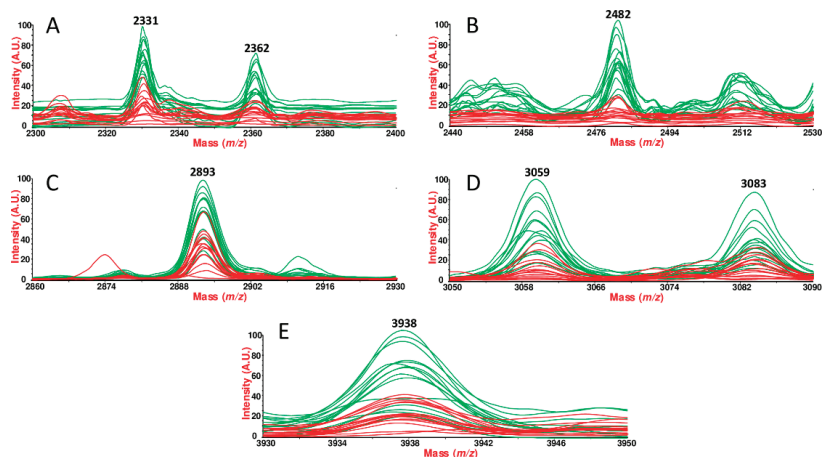 A
2331
2362
Intensity (A.U.)
100
80
60
40
20
0
2300 2320 2340 2360 2380 2400
Mass (m/z)
B
2482
Intensity (A.U.)
100
80
60
40
20
0
2440 2458 2476 2494 2512 2530
Mass (m/z)
C
2893
Intensity (A.U.)
100
80
60
40
20
0
2860 2874 2888 2902 2916 2930
Mass (m/z)
D
3059
3083
Intensity (A.U.)
100
80
60
40
20
0
3050 3058 3066 3074 3082 3090
Mass (m/z)
E
3938
Intensity (A.U.)
100
80
60
40
20
0
3930 3934 3938 3942 3946 3950
Mass (m/z)